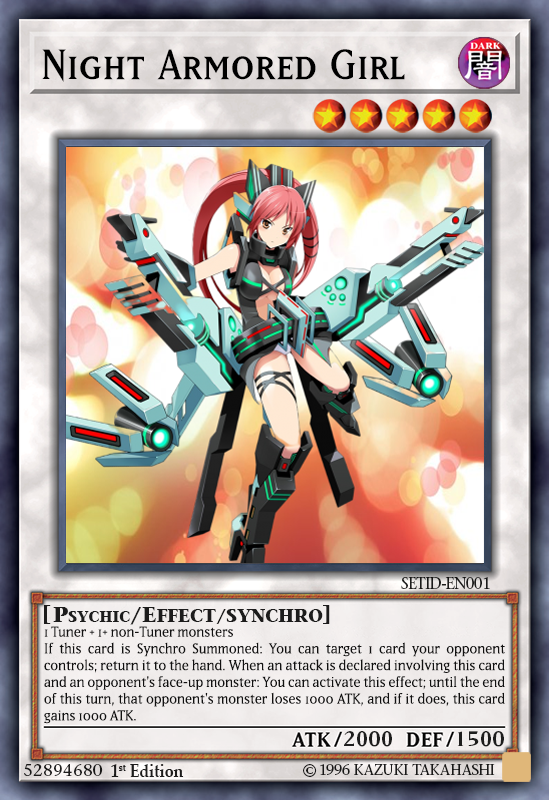 NIGHT ARMORED GIRL
DARK
闇
SETID-EN001
[PSYCHIC/EFFECT/SYNCHRO]
1 Tuner + 1+ non-Tuner monsters
If this card is Synchro Summoned: You can target 1 card your opponent
controls; return it to the hand. When an attack is declared involving this card
and an opponent's face-up monster: You can activate this effect; until the end
of this turn, that opponent's monster loses 1000 ATK, and if it does, this card
gains 1000 ATK.
ATK/2000 DEF/1500
52894680 1st Edition © 1996 KAZUKI TAKAHASHI